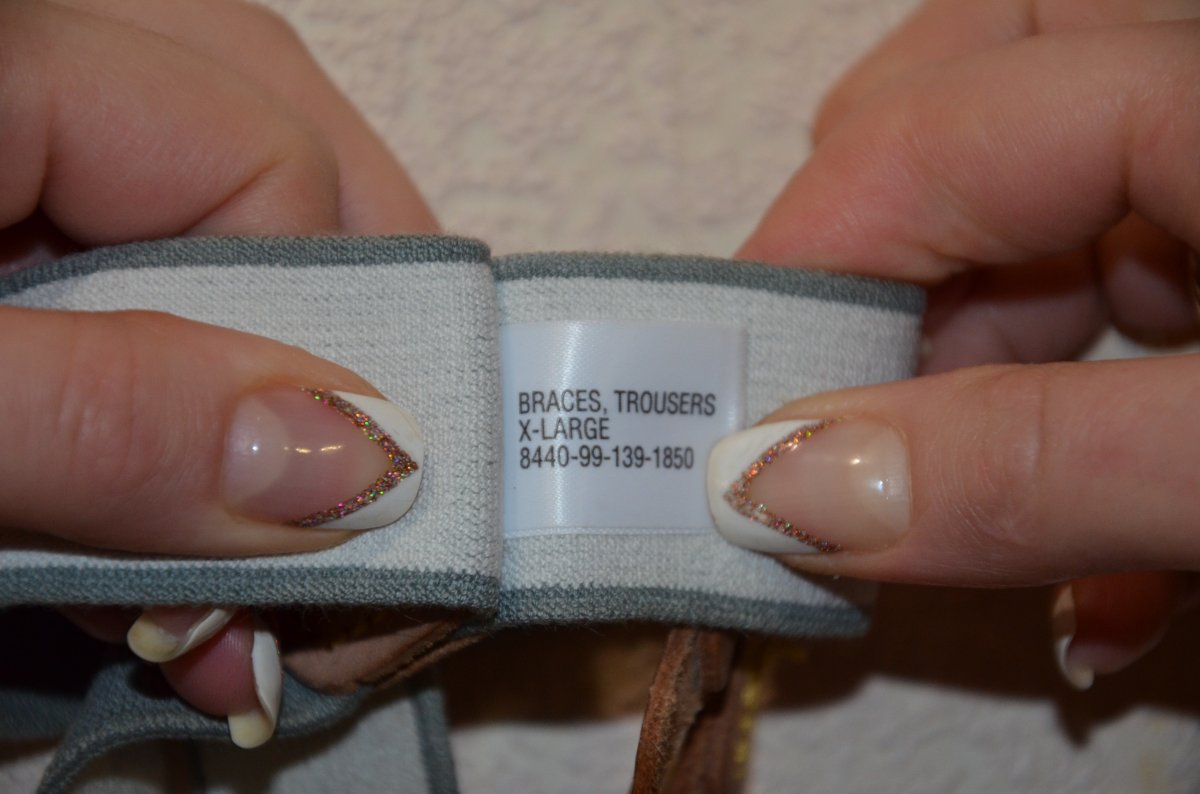 BRACES, TROUSERS
X-LARGE
8440-99-139-1850